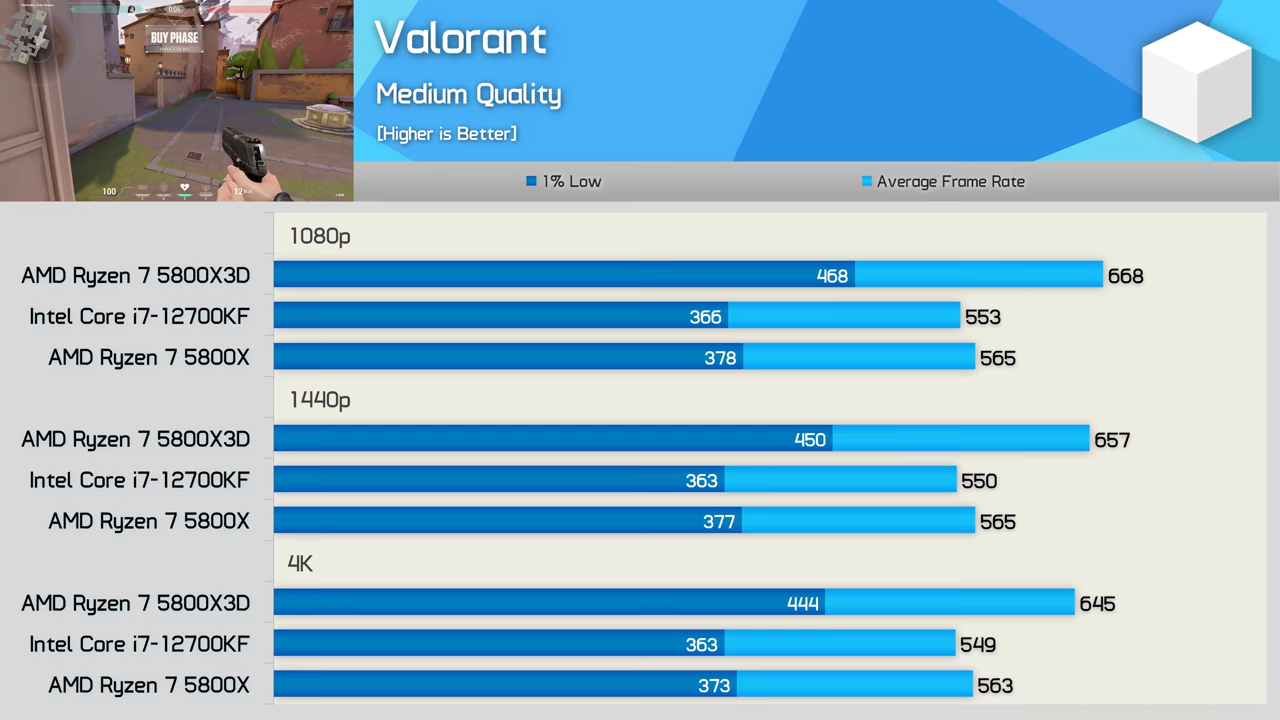 BUY PHASE
100
12
Valorant
Medium Quality
[Higher is Better]
1% Low
Average Frame Rate
1080p
AMD Ryzen 7 5800X3D 468 668
Intel Core i7-12700KF 366 553
AMD Ryzen 7 5800X 378 565
1440p
AMD Ryzen 7 5800X3D 450 657
Intel Core i7-12700KF 363 550
AMD Ryzen 7 5800X 377 565
4K
AMD Ryzen 7 5800X3D 444 645
Intel Core i7-12700KF 363 549
AMD Ryzen 7 5800X 373 563